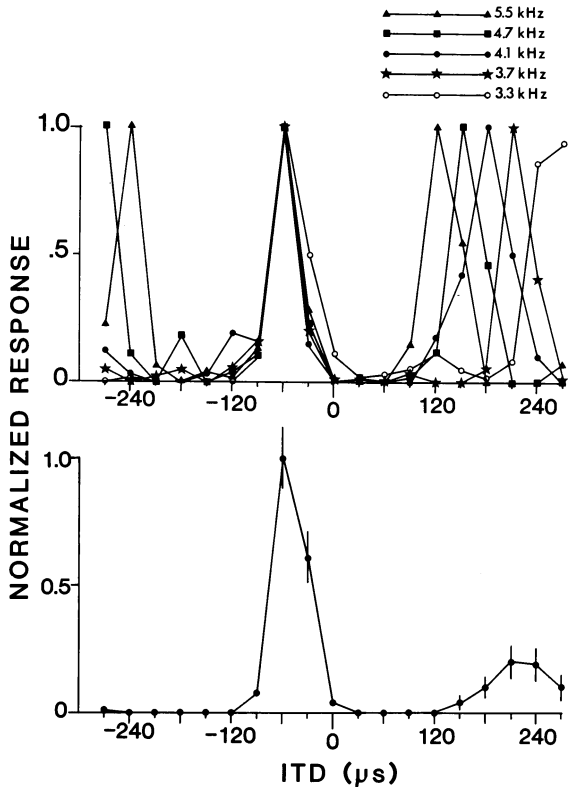 5.5 kHz
4.7 kHz
4.1 kHz
3.7 kHz
3.3 kHz
NORMALIZED RESPONSE
1.0
.5
0
-240
-120
0
120
240
1.0
0.5
0
-240
-120
0
120
240
ITD (µs)